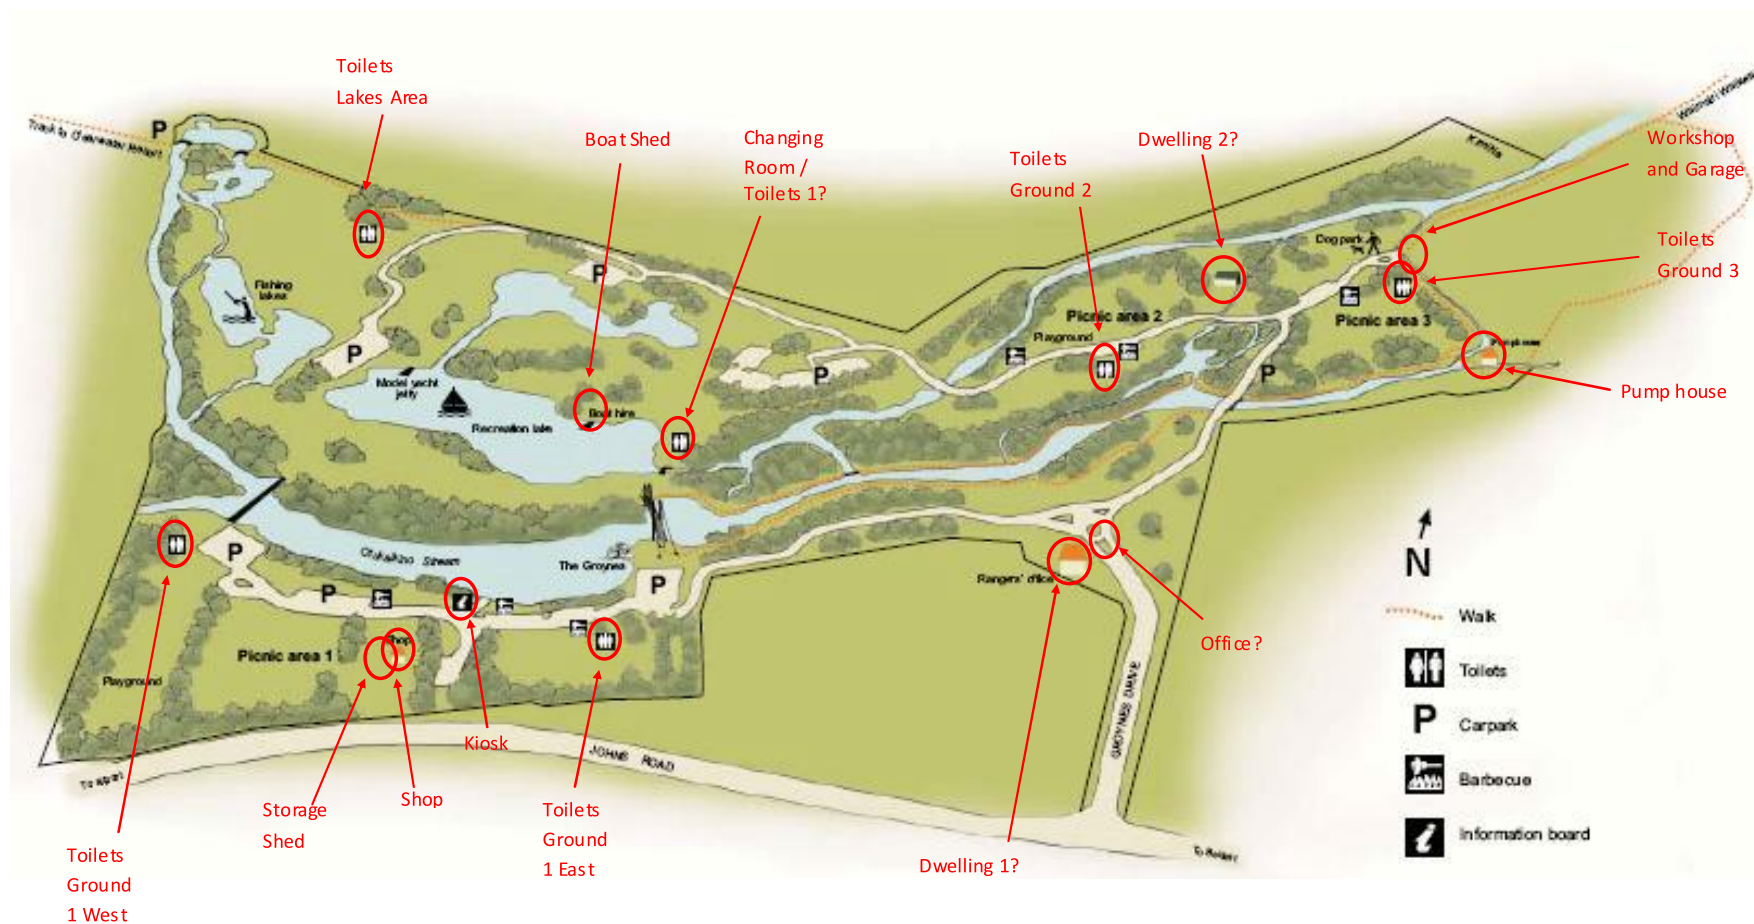 Toilets
Lakes Area
Boat Shed
Changing
Room /
Toilets 1?
Toilets
Ground 2
Dwelling 2?
Workshop
and Garage
Toilets
Ground 3
Pump house
P
Kimihia
Dog park
Fishing
lakes
P
P
Picnic area 2
Playground
Picnic area 3
P
P
P
Model yacht
jetty
Boat hire
Recreation lake
P
Otukaikino Stream
The Groynes
P
P
Rangers' office
Office?
Shop
Picnic area 1
Playground
Kiosk
JOHNS ROAD
GROYNES DRIVE
Storage
Shed
Shop
Toilets
Ground
1 East
Dwelling 1?
Toilets
Ground
1 West
N
Walk
Toilets
P
Carpark
Barbecue
Information board